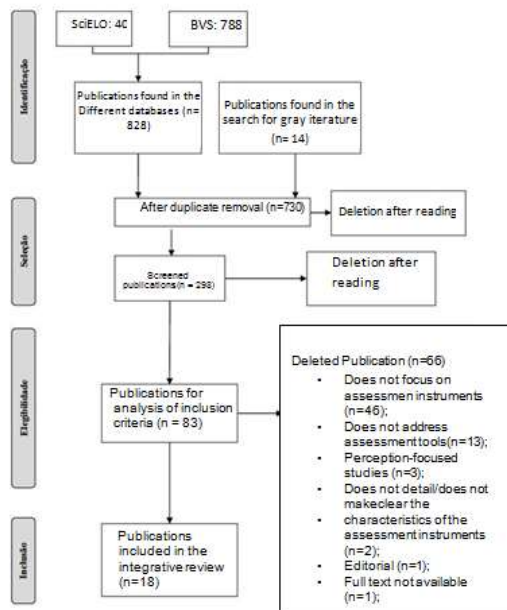 SciELO: 40
BVS: 788
Identificação
Publications found in the
Different databases (n=
828)
Publications found in the
search for gray iterature
(n= 14)
Seleção
After duplicate removal (n=730)
Deletion after reading
Screened
publications(n = 298)
Deletion after
reading
Elegibilidade
Publications for
analysis of inclusion
criteria (n = 83)
Deleted Publication (n=66)
• Does not focus on
assessmen instruments
(n=46);
• Does not address
assessment tools(n=13);
• Perception-focused
studies (n=3);
• Does not detail/does not
makeclear the
• characteristics of the
assessment instruments
(n=2);
• Editorial (n=1);
• Full text not available
(n=1);
Inclusão
Publications
included in the
integrative review
(n=18)